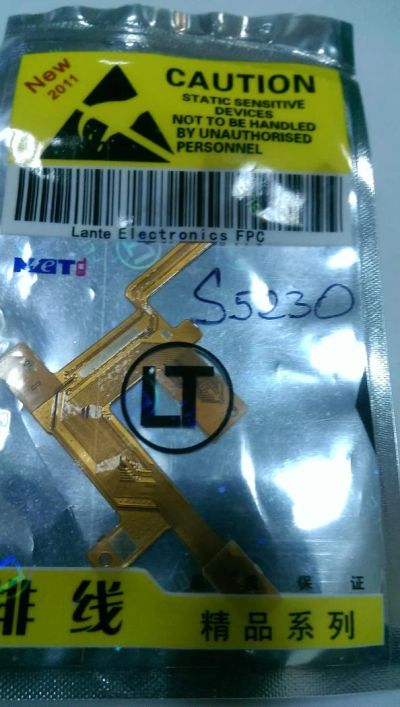 New
2011
CAUTION
STATIC SENSITIVE
DEVICES
NOT TO BE HANDLED
BY UNAUTHORISED
PERSONNEL
Lante Electronics FPC
S5230
LT
保 证
排线
精品系列